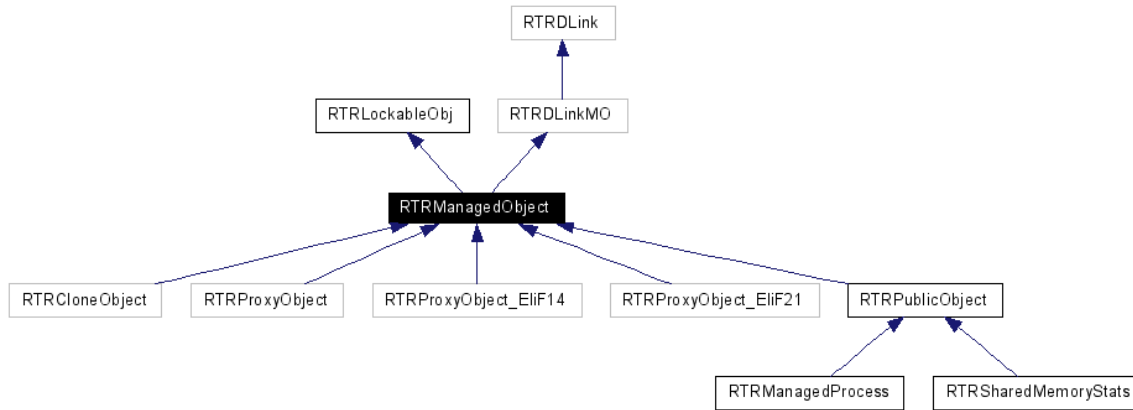 RTRDLink
RTRLockableObj
RTRDLinkMO
RTRManagedObject
RTRCloneObject
RTRProxyObject
RTRProxyObject_EliF14
RTRProxyObject_EliF21
RTRPublicObject
RTRManagedProcess
RTRSharedMemoryStats